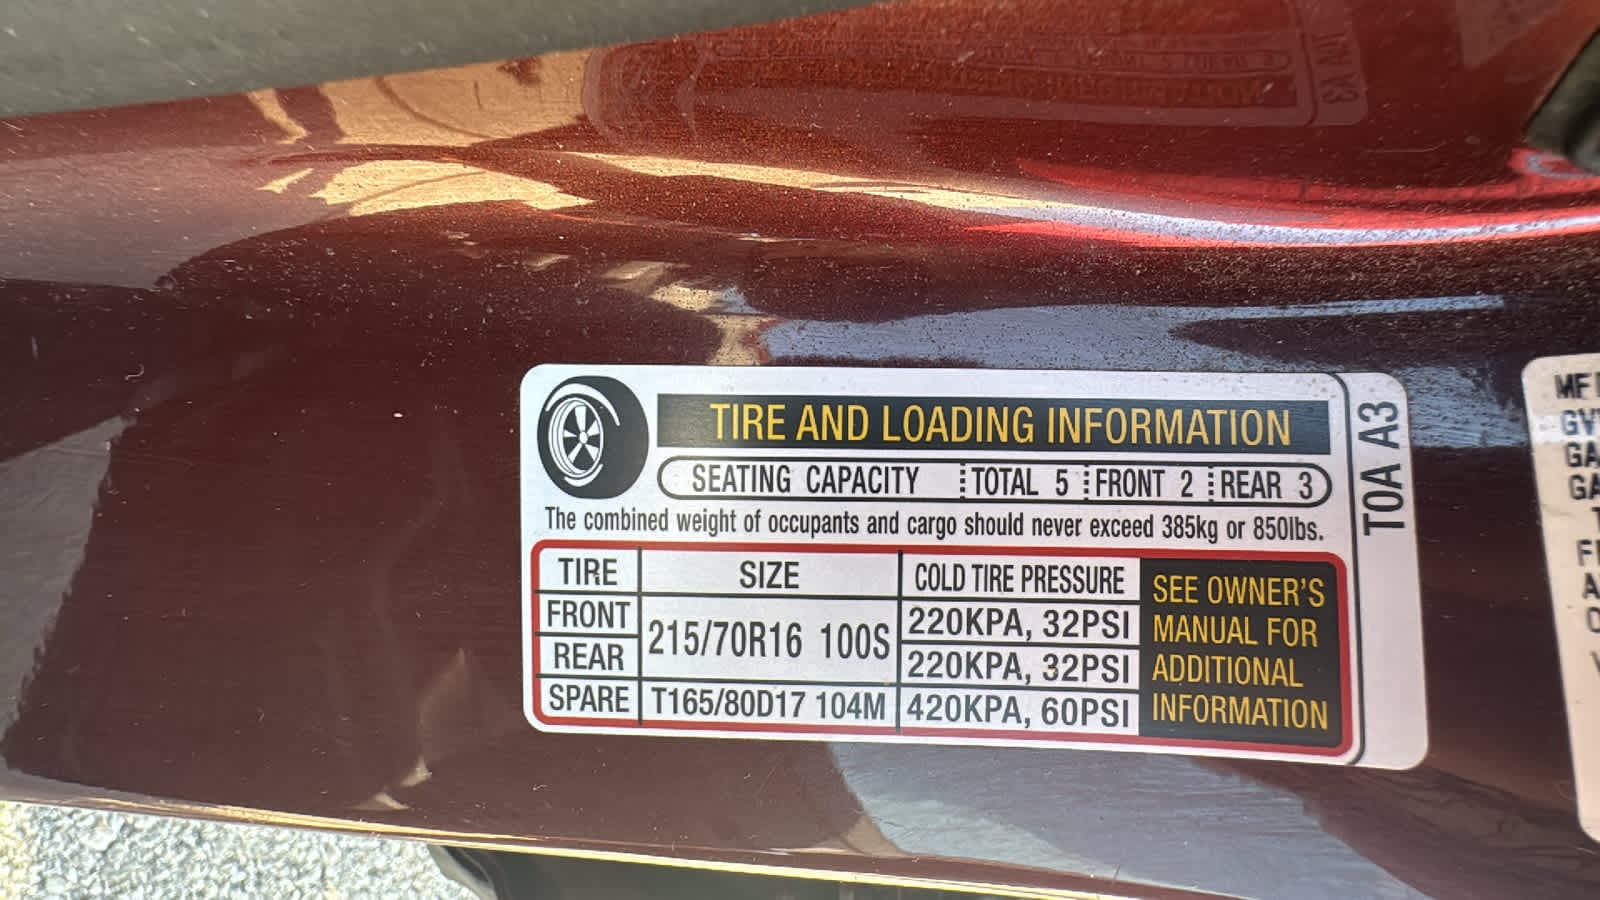 TIRE AND LOADING INFORMATION
SEATING CAPACITY TOTAL 5 FRONT 2 REAR 3
The combined weight of occupants and cargo should never exceed 385kg or 850lbs.
TIRE SIZE COLD TIRE PRESSURE
FRONT 215/70R16 100S 220KPA, 32PSI
REAR 220KPA, 32PSI
SPARE T165/80D17 104M 420KPA, 60PSI
SEE OWNER'S
MANUAL FOR
ADDITIONAL
INFORMATION
T0A A3